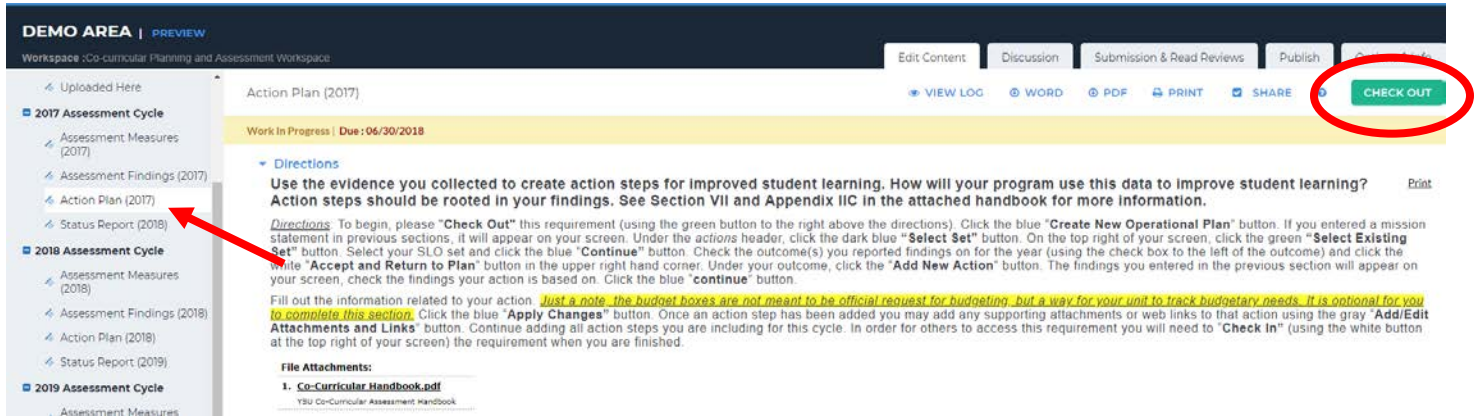 DEMO AREA | PREVIEW
Workspace :Co-curricular Planning and Assessment Workspace
Edit Content
Discussion
Submission & Read Reviews
Publish
Uploaded Here
2017 Assessment Cycle
Assessment Measures
(2017)
Assessment Findings (2017)
Action Plan (2017)
Status Report (2018)
2018 Assessment Cycle
Assessment Measures
(2018)
Assessment Findings (2018)
Action Plan (2018)
Status Report (2019)
2019 Assessment Cycle
Assessment Measures
Action Plan (2017)
VIEW LOG
WORD
PDF
PRINT
SHARE
CHECK OUT
Work In Progress | Due : 06/30/2018
Directions
Print
Use the evidence you collected to create action steps for improved student learning. How will your program use this data to improve student learning?
Action steps should be rooted in your findings. See Section VII and Appendix IIC in the attached handbook for more information.
Directions: To begin, please "Check Out" this requirement (using the green button to the right above the directions). Click the blue "Create New Operational Plan" button. If you entered a mission
statement in previous sections, it will appear on your screen. Under the actions header, click the dark blue "Select Set" button. On the top right of your screen, click the green "Select Existing
Set" button. Select your SLO set and click the blue "Continue" button. Check the outcome(s) you reported findings on for the year (using the check box to the left of the outcome) and click the
white "Accept and Return to Plan" button in the upper right hand corner. Under your outcome, click the "Add New Action" button. The findings you entered in the previous section will appear on
your screen, check the findings your action is based on. Click the blue "continue" button.
Fill out the information related to your action. Just a note, the budget boxes are not meant to be official request for budgeting, but a way for your unit to track budgetary needs. It is optional for you
to complete this section. Click the blue "Apply Changes" button. Once an action step has been added you may add any supporting attachments or web links to that action using the gray "Add/Edit
Attachments and Links" button. Continue adding all action steps you are including for this cycle. In order for others to access this requirement you will need to "Check In" (using the white button
at the top right of your screen) the requirement when you are finished.
File Attachments:
1. Co-Curricular Handbook.pdf
YSU Co-Curricular Assessment Handbook